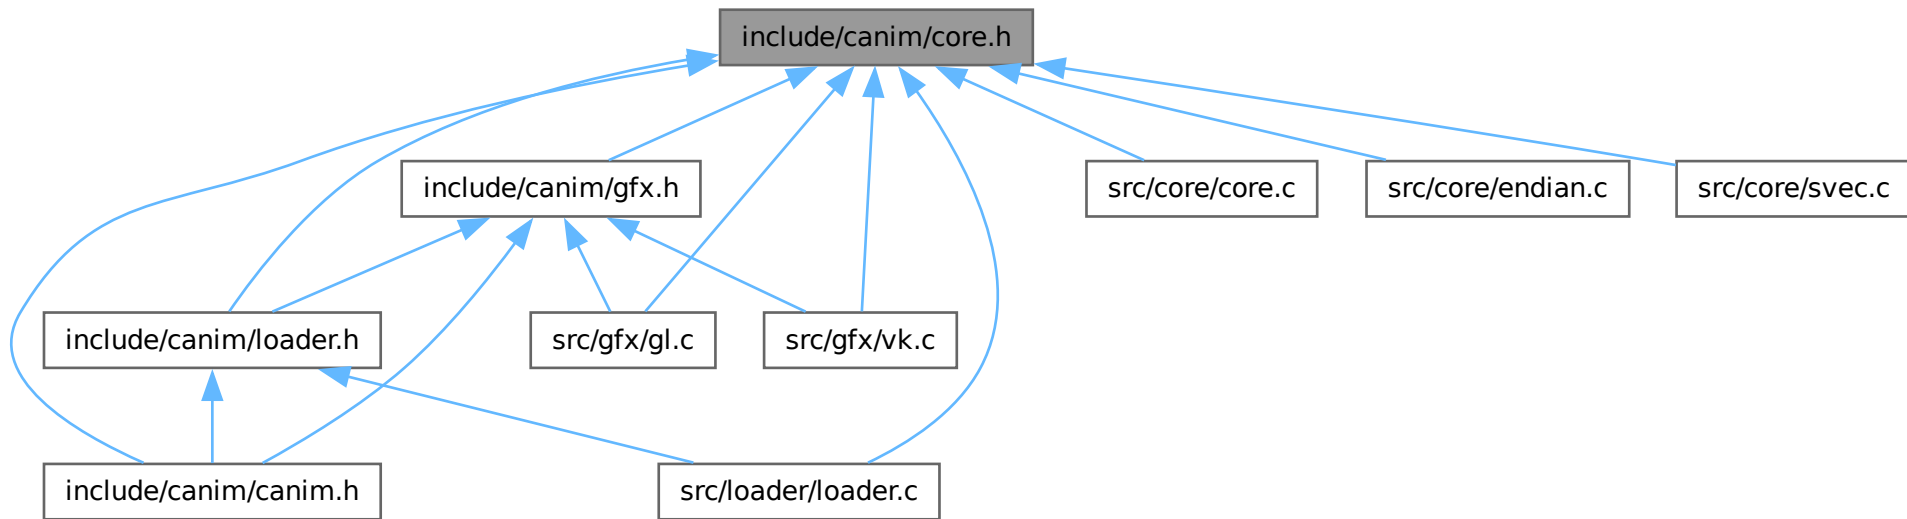 include/canim/core.h
include/canim/gfx.h
src/core/core.c
src/core/endian.c
src/core/svec.c
include/canim/loader.h
src/gfx/gl.c
src/gfx/vk.c
include/canim/canim.h
src/loader/loader.c